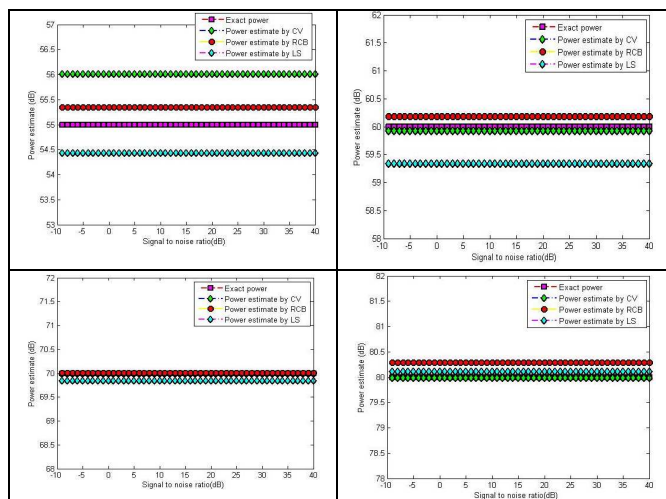 57
56.5
56
55.5
55
54.5
54
53.5
53
Power estimate (dB)
-10 -5 0 5 10 15 20 25 30 35 40
Signal to noise ratio(dB)
Exact power
Power estimate by CV
Power estimate by RCB
Power estimate by LS
62
61.5
61
60.5
60
59.5
59
58.5
58
Power estimate (dB)
-10 -5 0 5 10 15 20 25 30 35 40
Signal to noise ratio(dB)
Exact power
Power estimate by CV
Power estimate by RCB
Power estimate by LS
72
71.5
71
70.5
70
69.5
69
68.5
68
Power estimate (dB)
-10 -5 0 5 10 15 20 25 30 35 40
Signal to noise ratio(dB)
Exact power
Power estimate by CV
Power estimate by RCB
Power estimate by LS
82
81.5
81
80.5
80
79.5
79
78.5
78
Power estimate (dB)
-10 -5 0 5 10 15 20 25 30 35 40
Signal to noise ratio(dB)
Exact power
Power estimate by CV
Power estimate by RCB
Power estimate by LS